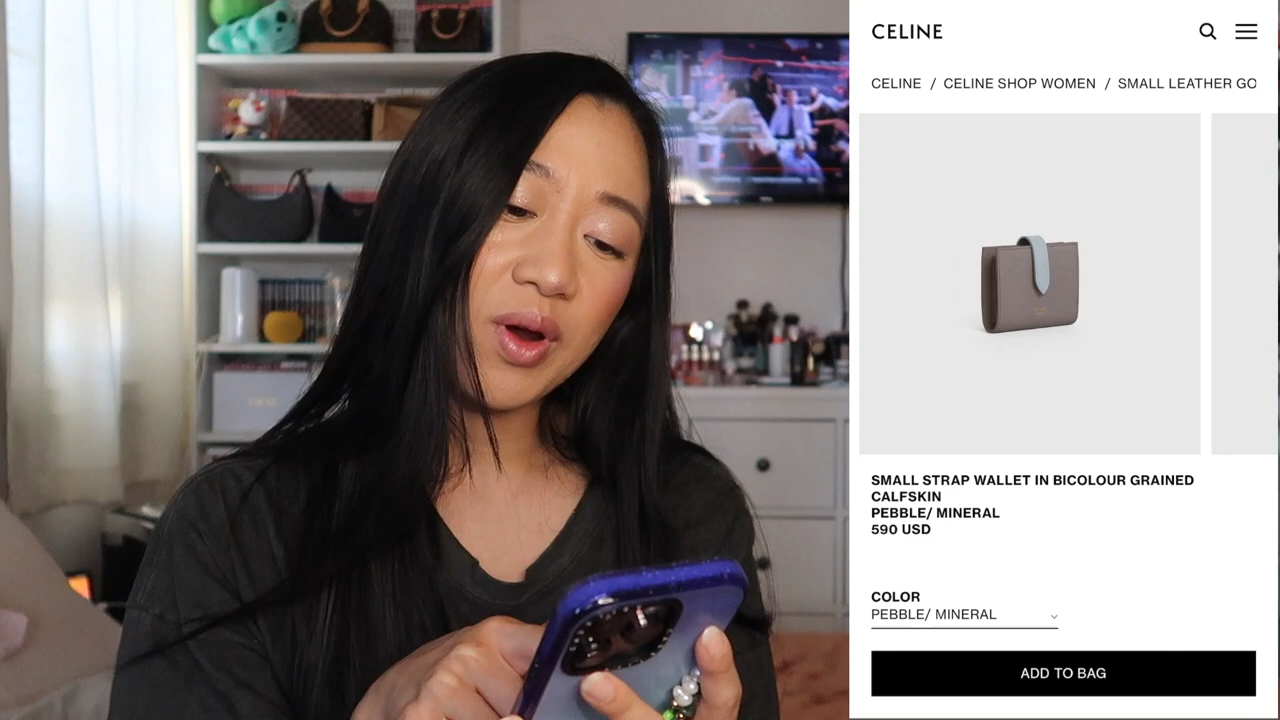 CELINE
CELINE / CELINE SHOP WOMEN / SMALL LEATHER GO
SMALL STRAP WALLET IN BICOLOUR GRAINED
CALFSKIN
PEBBLE/ MINERAL
590 USD
COLOR
PEBBLE/ MINERAL
ADD TO BAG